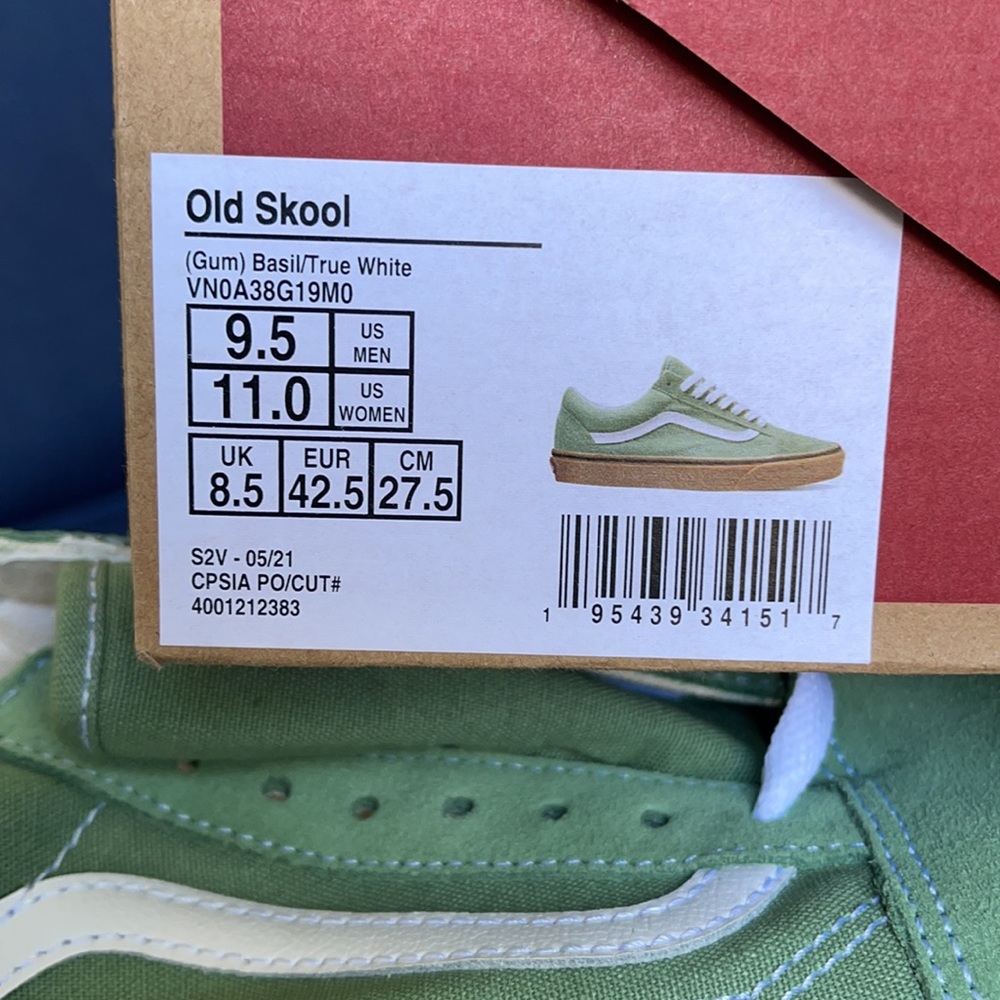 Old Skool
(Gum) Basil/True White
VN0A38G19M0
9.5 US MEN
11.0 US WOMEN
UK EUR CM
8.5 42.5 27.5
S2V - 05/21
CPSIA PO/CUT#
4001212383
1 95439 34151 7